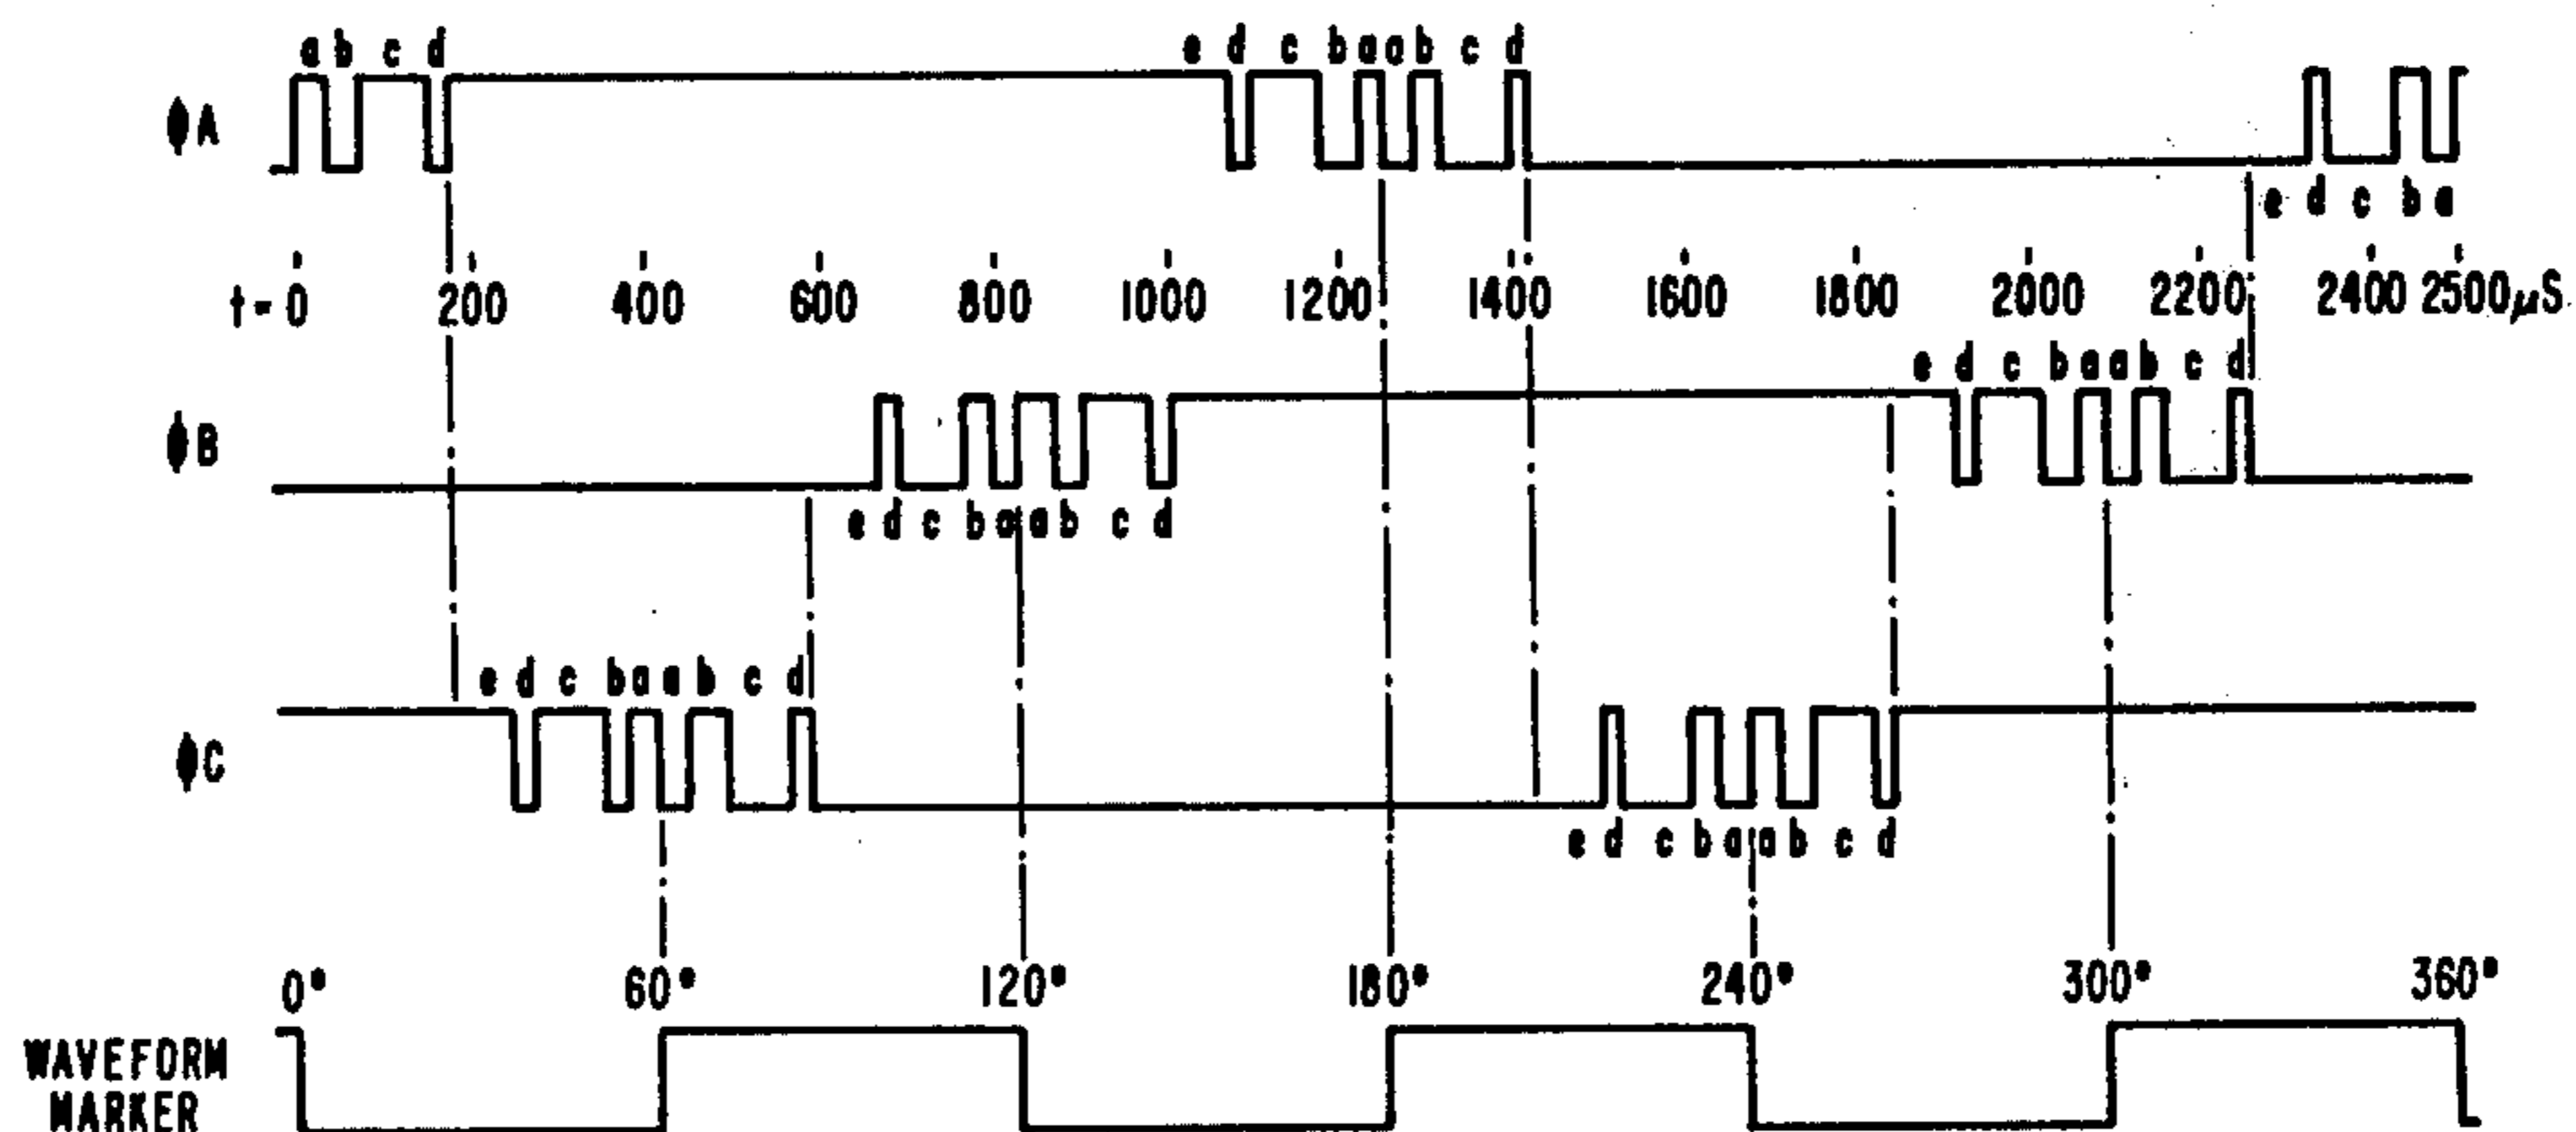 a b c d
e d c b a a b c d
ϕA
e d c b a
t = 0 200 400 600 800 1000 1200 1400 1600 1800 2000 2200 2400 2500μS
e d c b a a b c d
ϕB
e d c b a a b c d
e d c b a a b c d
ϕC
e d c b a a b c d
0° 60° 120° 180° 240° 300° 360°
WAVEFORM
MARKER